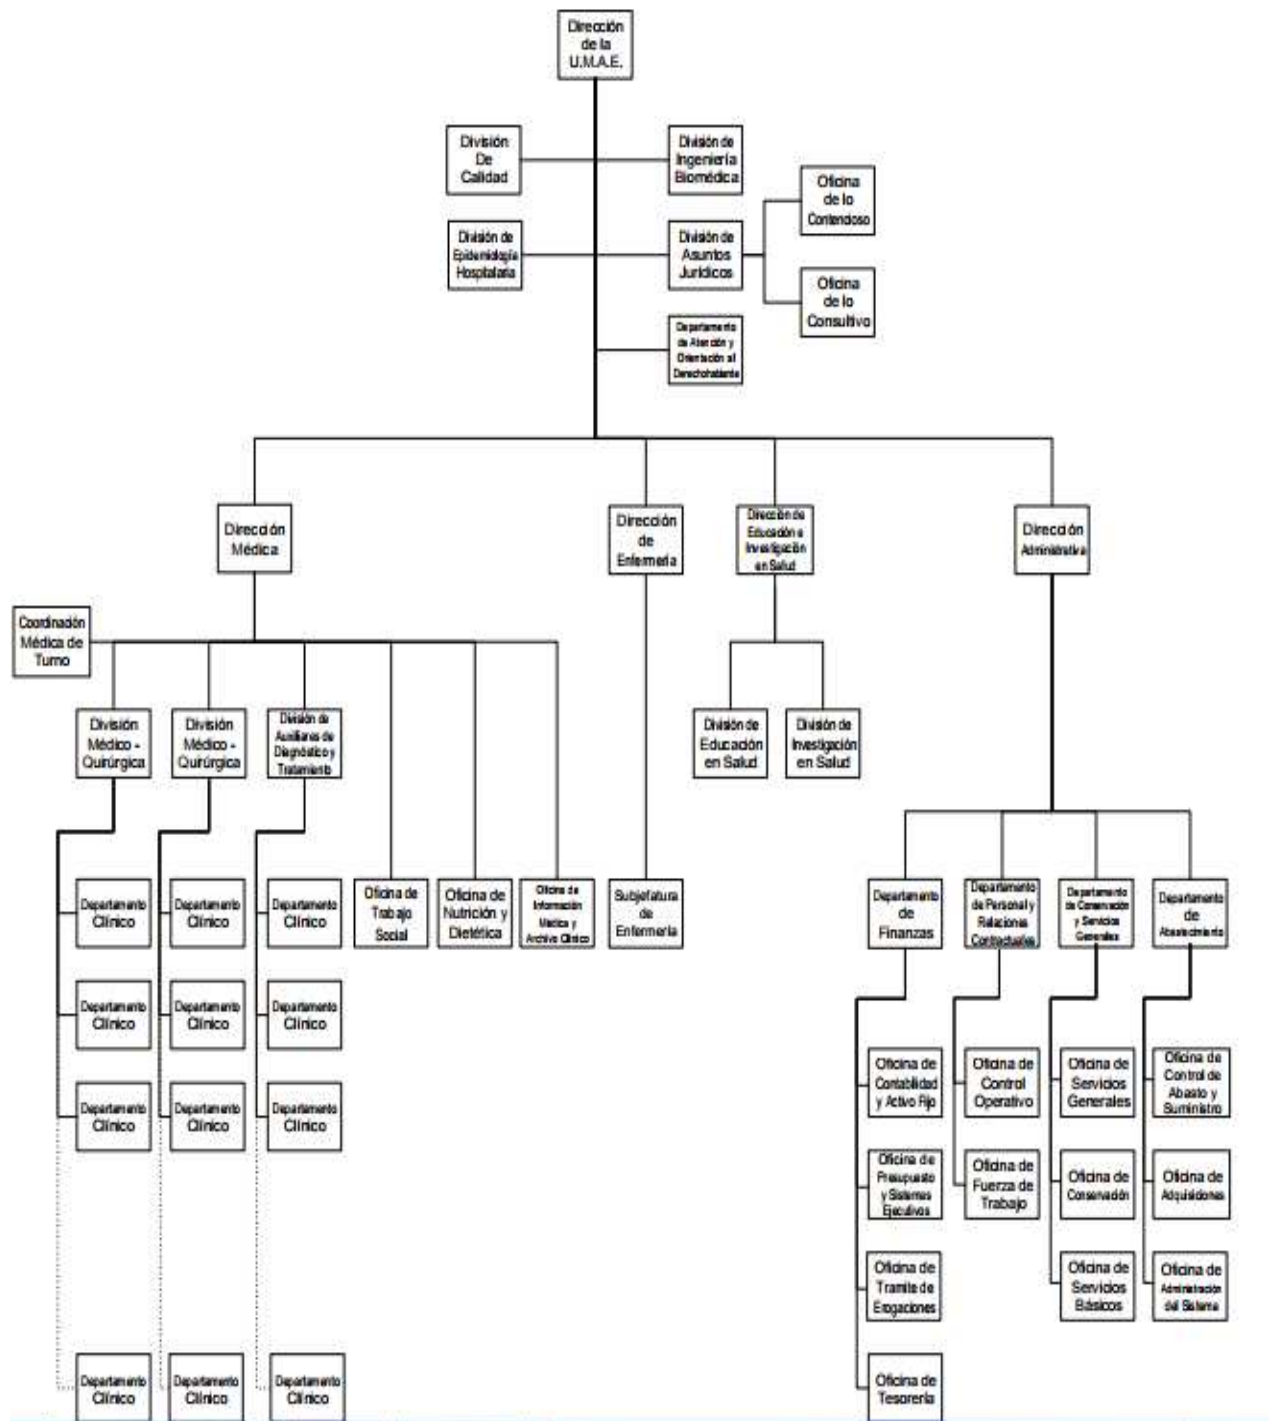 Dirección
de la
U.M.A.E.
División
De
Calidad
División de
Ingeniería
Biomédica
Oficina
de lo
Contencioso
División de
Epidemiología
Hospitalaria
División de
Asuntos
Jurídicos
Oficina
de lo
Consultivo
Departamento
de Atención y
Orientación al
Derechohabiente
Dirección
Médica
Dirección
de
Enfermería
Dirección de
Educación e
Investigación
en Salud
Dirección
Administrativa
Coordinación
Médica de
Turno
División
Médico -
Quirúrgica
División
Médico -
Quirúrgica
División de
Auxiliares de
Diagnóstico y
Tratamiento
División de
Educación
en Salud
División de
Investigación
en Salud
Departamento
Clínico
Departamento
Clínico
Departamento
Clínico
Oficina de
Trabajo
Social
Oficina de
Nutrición y
Dietética
Oficina de
Información
Médica y
Archivo Clínico
Subjefatura
de
Enfermería
Departamento
de
Finanzas
Departamento
de Personal y
Relaciones
Contractuales
Departamento
de Conservación
y Servicios
Generales
Departamento
de
Abastecimiento
Departamento
Clínico
Departamento
Clínico
Departamento
Clínico
Oficina de
Contabilidad
y Activo Fijo
Oficina de
Control
Operativo
Oficina de
Servicios
Generales
Oficina de
Control de
Abasto y
Suministro
Departamento
Clínico
Departamento
Clínico
Departamento
Clínico
Oficina de
Presupuesto
y Sistemas
Ejecutivos
Oficina de
Fuerza de
Trabajo
Oficina de
Conservación
Oficina de
Adquisiciones
Oficina de
Tramite de
Erogaciones
Oficina de
Servicios
Básicos
Oficina de
Administración
del Sistema
Departamento
Clínico
Departamento
Clínico
Departamento
Clínico
Oficina de
Tesorería